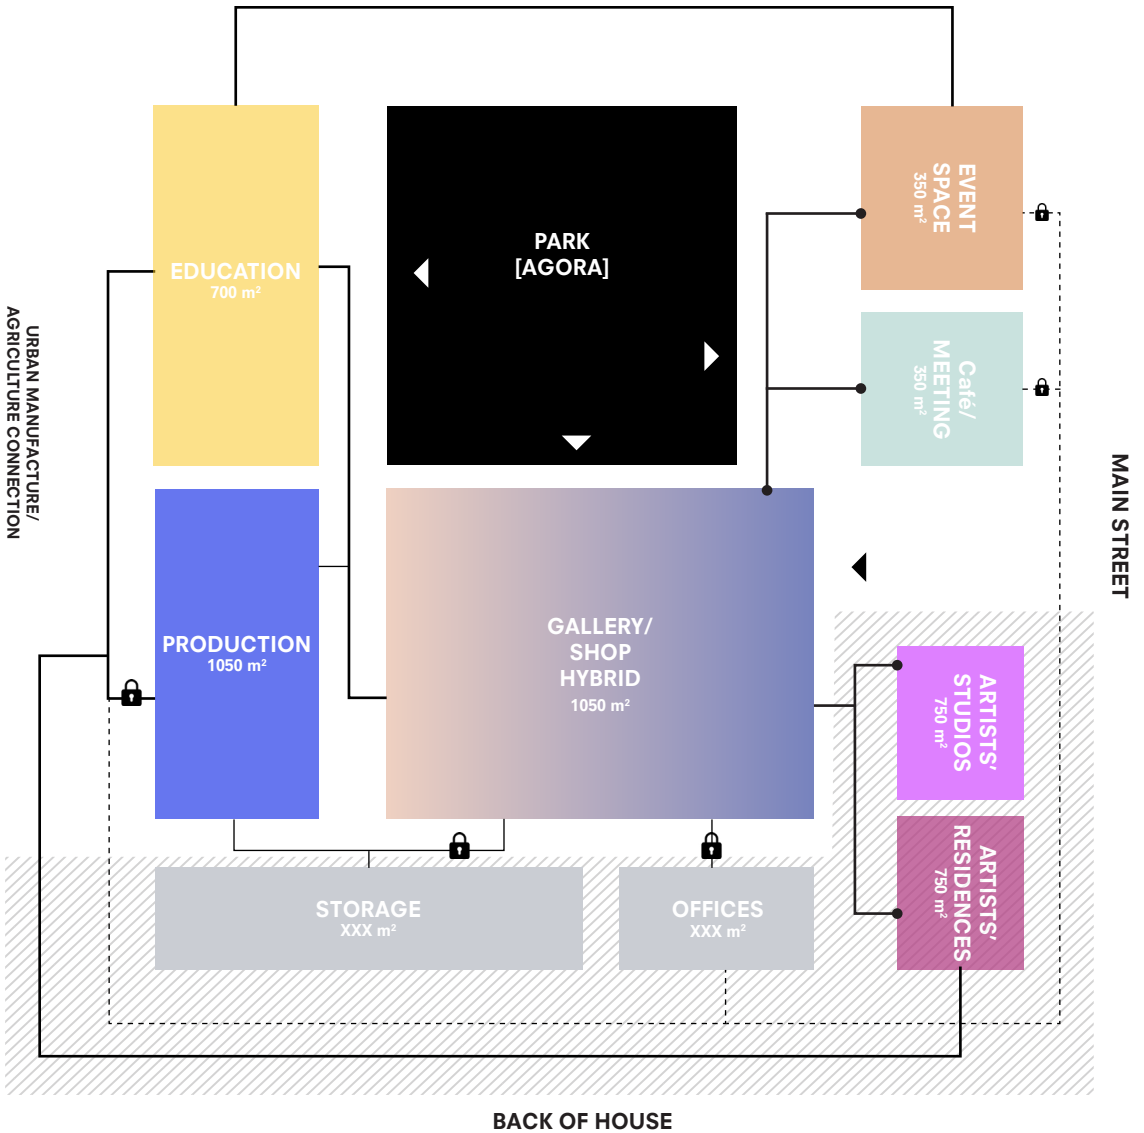 EDUCATION
700 m²
PARK
[AGORA]
EVENT
SPACE
350 m²
Café/
MEETING
350 m²
URBAN MANUFACTURE/
AGRICULTURE CONNECTION
MAIN STREET
PRODUCTION
1050 m²
GALLERY/
SHOP
HYBRID
1050 m²
ARTISTS’
STUDIOS
750 m²
ARTISTS’
RESIDENCES
750 m²
STORAGE
XXX m²
OFFICES
XXX m²
BACK OF HOUSE